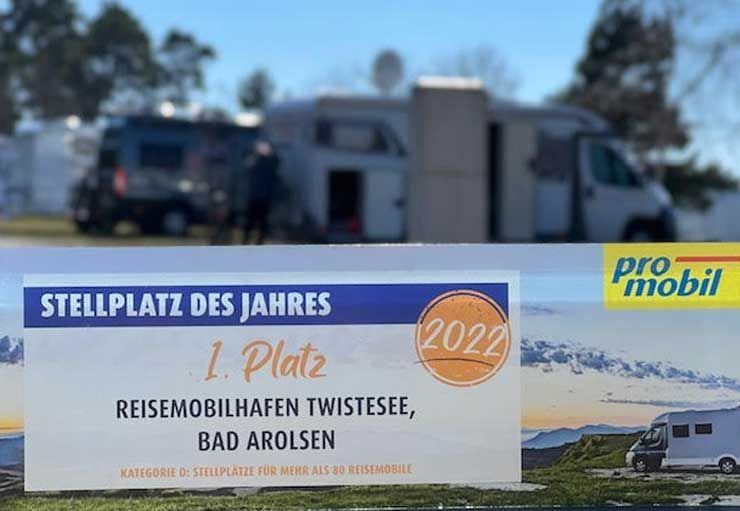 pro
mobil
STELLPLATZ DES JAHRES
2022
1. Platz
REISEMOBILHAFEN TWISTESEE,
BAD AROLSEN
KATEGORIE D: STELLPLÄTZE FÜR MEHR ALS 80 REISEMOBILE